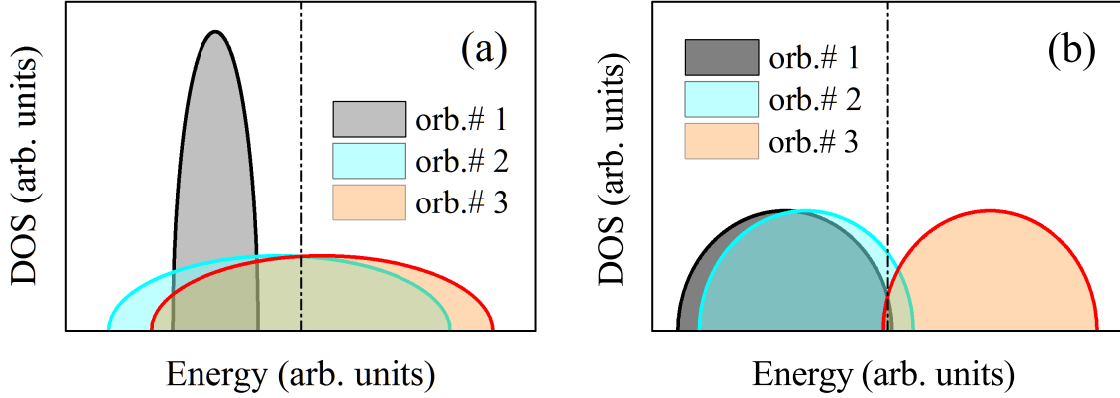 (a)
DOS (arb. units)
orb.# 1
orb.# 2
orb.# 3
Energy (arb. units)
(b)
DOS (arb. units)
orb.# 1
orb.# 2
orb.# 3
Energy (arb. units)